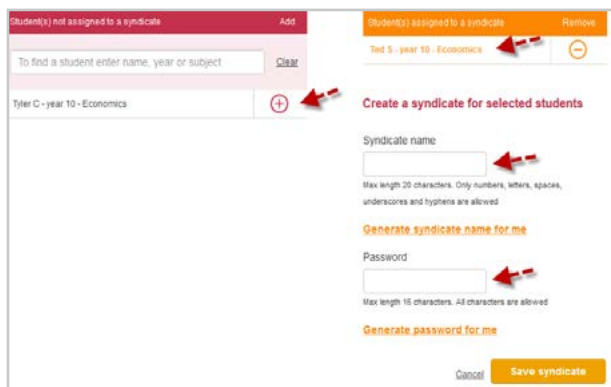 Student(s) not assigned to a syndicate Add
To find a student enter name, year or subject Clear
Tyler C - year 10 - Economics
Student(s) assigned to a syndicate Remove
Ted S - year 10 - Economics
Create a syndicate for selected students
Syndicate name
Max length 20 characters. Only numbers, letters, spaces,
underscores and hyphens are allowed
Generate syndicate name for me
Password
Max length 16 characters. All characters are allowed
Generate password for me
Cancel Save syndicate